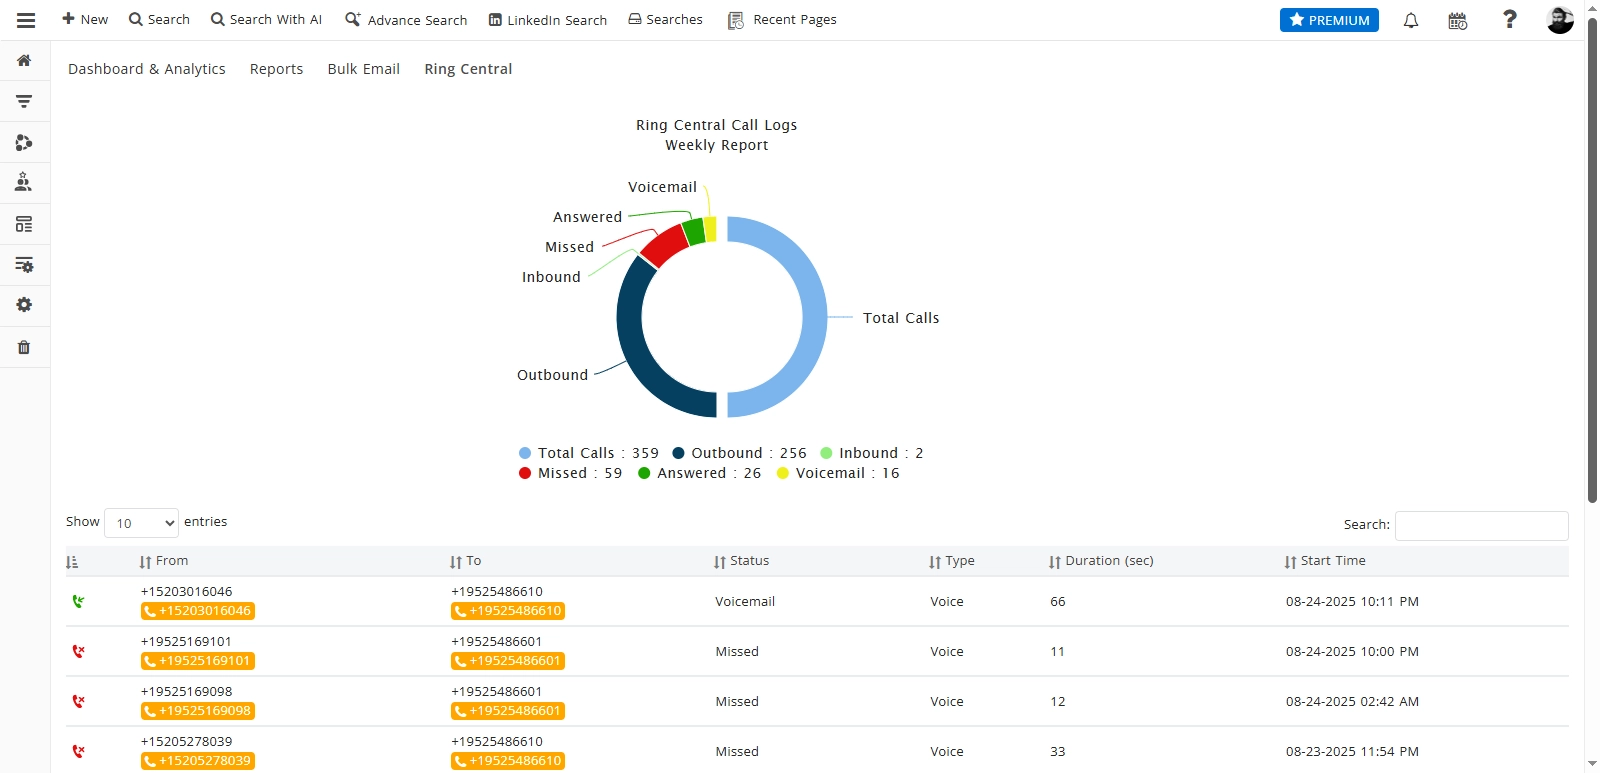 New Search Search With AI Advance Search LinkedIn Search Searches Recent Pages PREMIUM ?
Dashboard & Analytics Reports Bulk Email Ring Central
Ring Central Call Logs
Weekly Report
Voicemail
Answered
Missed
Inbound
Total Calls
Outbound
Total Calls : 359 Outbound : 256 Inbound : 2
Missed : 59 Answered : 26 Voicemail : 16
Show 10 entries Search:
From To Status Type Duration (sec) Start Time
+15203016046 +19525486610
+15203016046 +19525486610
Voicemail Voice 66 08-24-2025 10:11 PM
+19525169101 +19525486601
+19525169101 +19525486601
Missed Voice 11 08-24-2025 10:00 PM
+19525169098 +19525486601
+19525169098 +19525486601
Missed Voice 12 08-24-2025 02:42 AM
+15205278039 +19525486610
+15205278039 +19525486610
Missed Voice 33 08-23-2025 11:54 PM